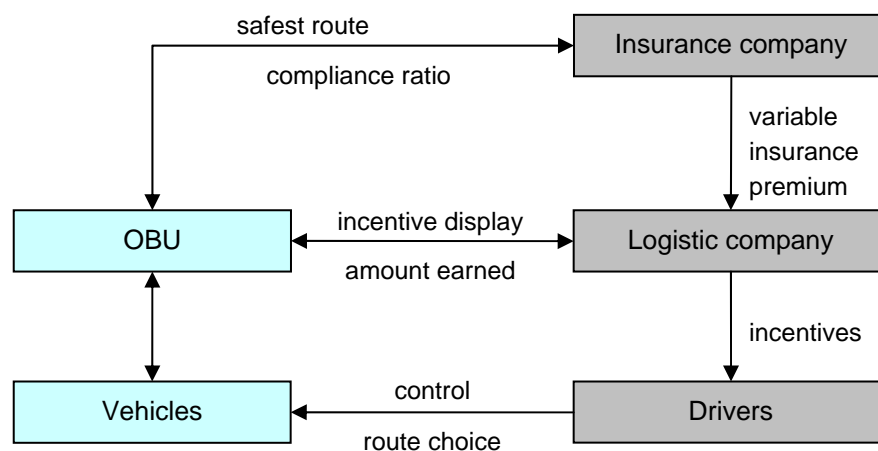 safest route
Insurance company
compliance ratio
variable
insurance
premium
OBU
incentive display
Logistic company
amount earned
incentives
Vehicles
control
Drivers
route choice